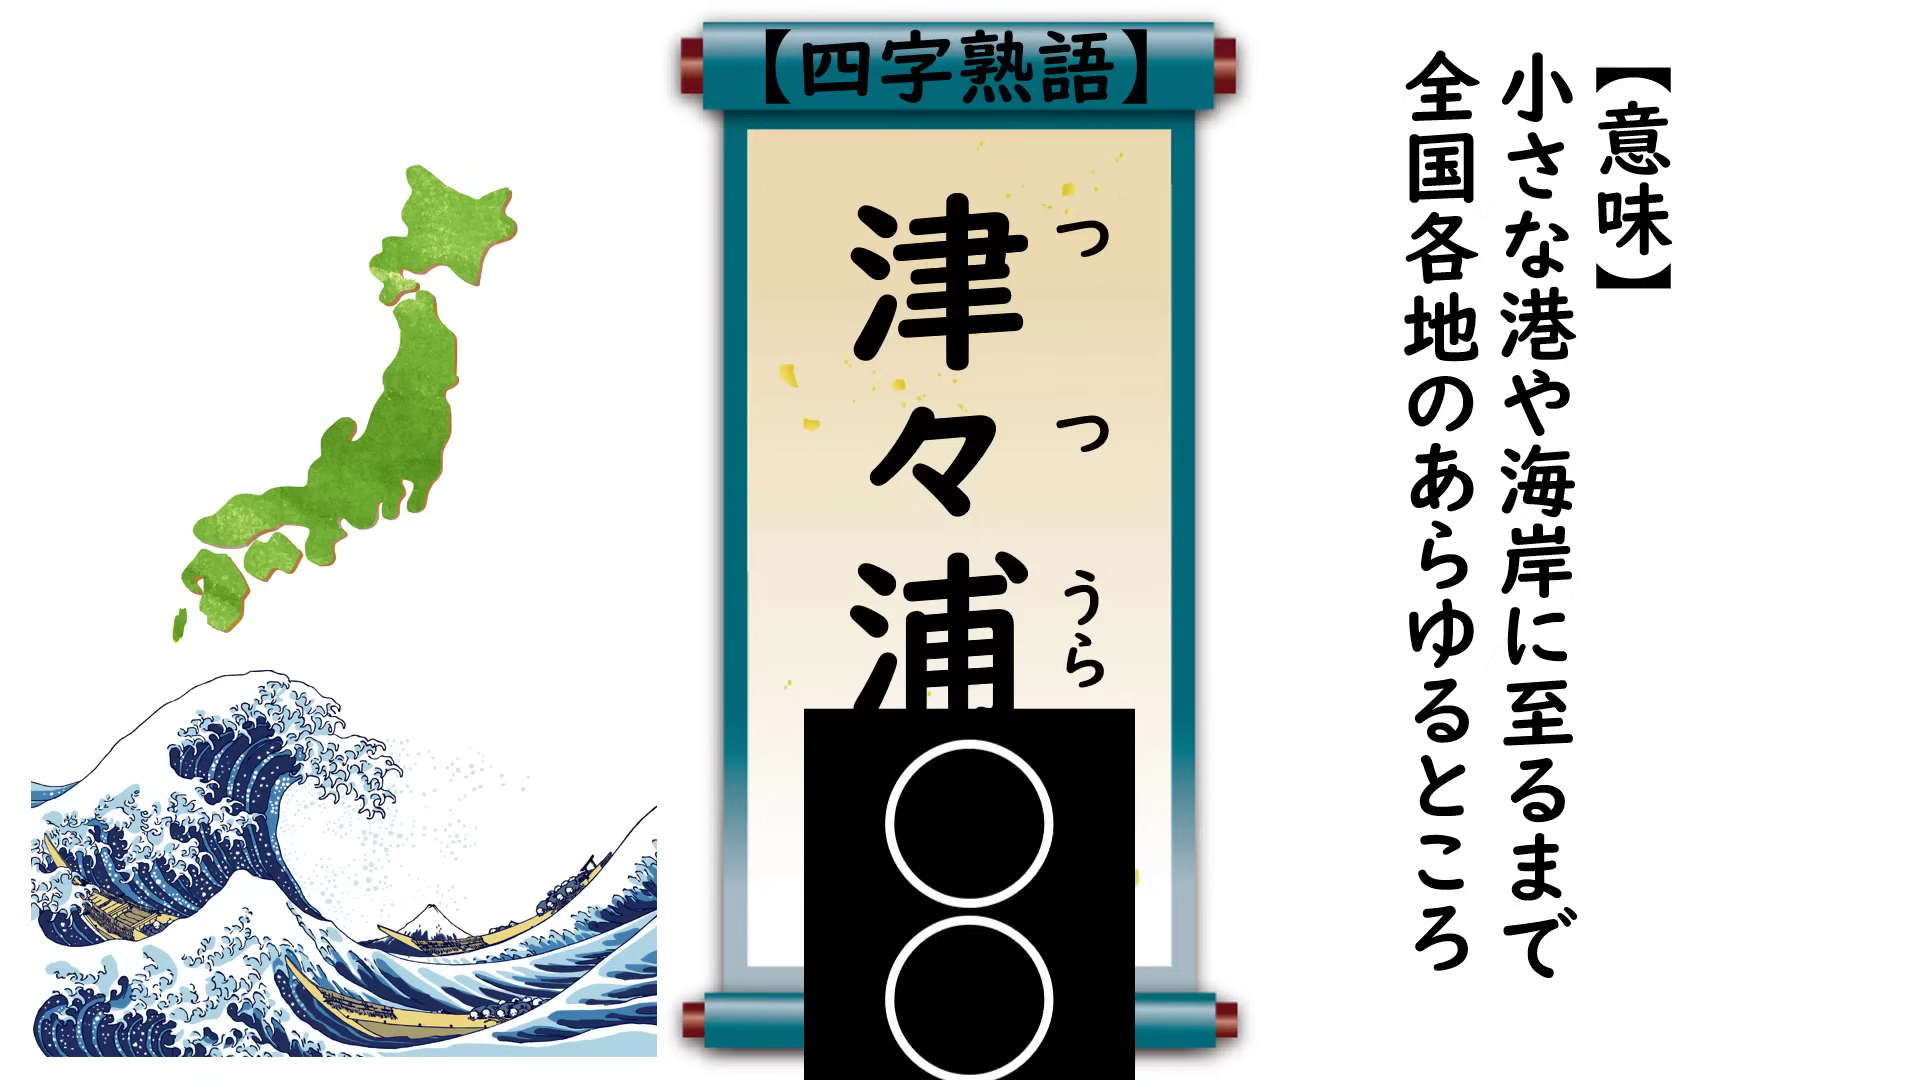 【四字熟語】
津々浦
つつうら
【意味】
小さな港や海岸に至るまで
全国各地のあらゆるところ
◯◯